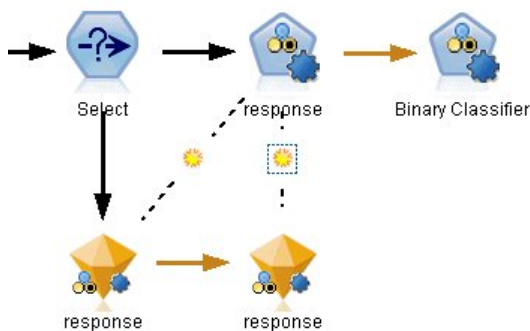 -?
Select
response
Binary Classifier
response
response